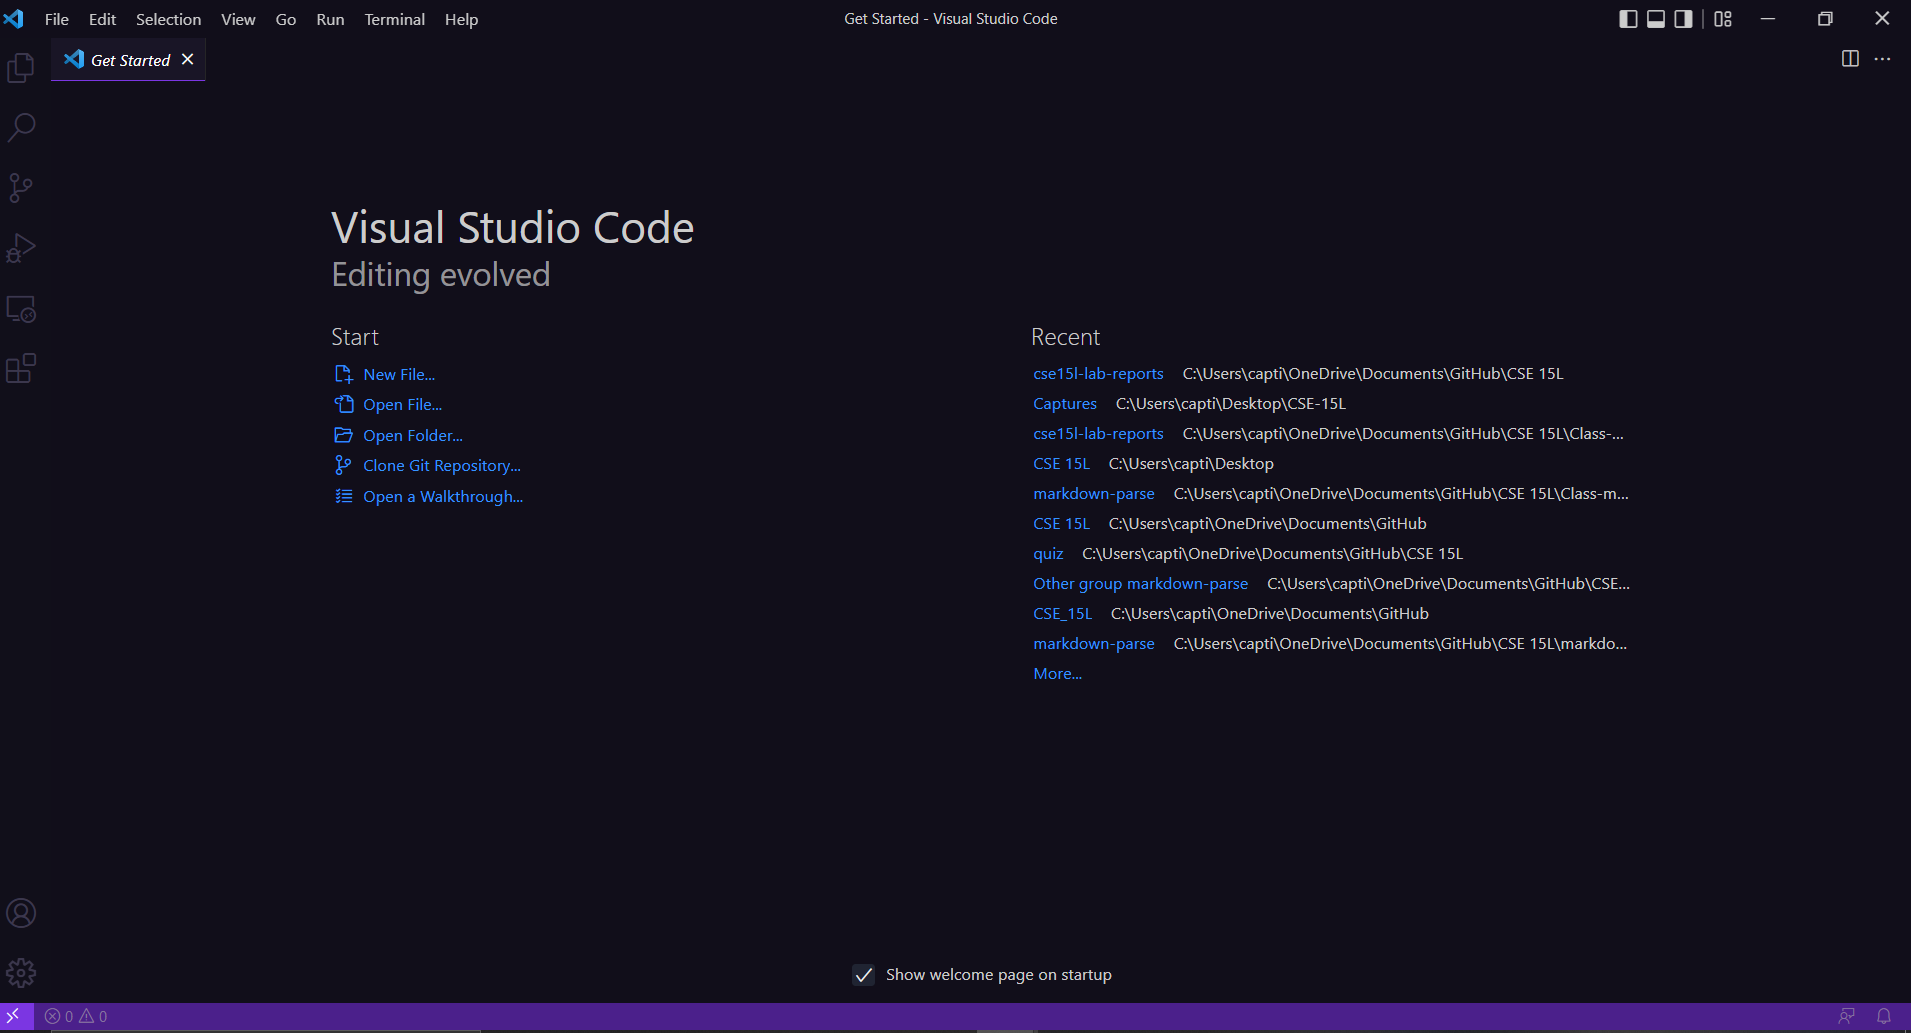 File Edit Selection View Go Run Terminal Help Get Started - Visual Studio Code
Get Started
Visual Studio Code
Editing evolved
Start
New File...
Open File...
Open Folder...
Clone Git Repository...
Open a Walkthrough...
Recent
cse15l-lab-reports C:\Users\capti\OneDrive\Documents\GitHub\CSE 15L
Captures C:\Users\capti\Desktop\CSE-15L
cse15l-lab-reports C:\Users\capti\OneDrive\Documents\GitHub\CSE 15L\Class-...
CSE 15L C:\Users\capti\Desktop
markdown-parse C:\Users\capti\OneDrive\Documents\GitHub\CSE 15L\Class-m...
CSE 15L C:\Users\capti\OneDrive\Documents\GitHub
quiz C:\Users\capti\OneDrive\Documents\GitHub\CSE 15L
Other group markdown-parse C:\Users\capti\OneDrive\Documents\GitHub\CSE...
CSE_15L C:\Users\capti\OneDrive\Documents\GitHub
markdown-parse C:\Users\capti\OneDrive\Documents\GitHub\CSE 15L\markdo...
More...
Show welcome page on startup
0 0